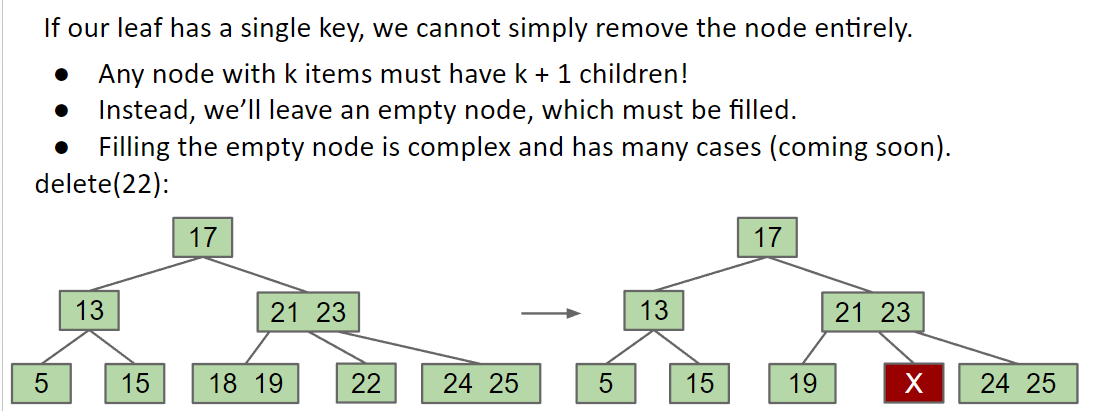 If our leaf has a single key, we cannot simply remove the node entirely.
● Any node with k items must have k + 1 children!
● Instead, we’ll leave an empty node, which must be filled.
● Filling the empty node is complex and has many cases (coming soon).
delete(22):
17 17
13 21 23 13 21 23
5 15 18 19 22 24 25 5 15 19 X 24 25